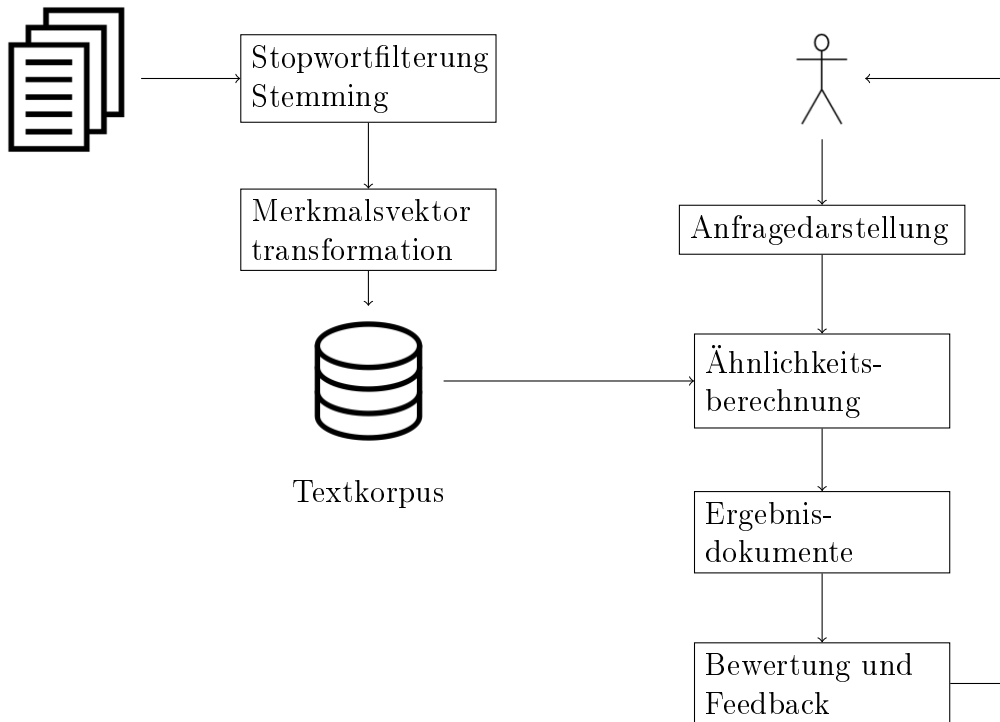 Stopwortfilterung
Stemming
Merkmalsvektor
transformation
Textkorpus
Anfragedarstellung
Ähnlichkeits-
berechnung
Ergebnis-
dokumente
Bewertung und
Feedback